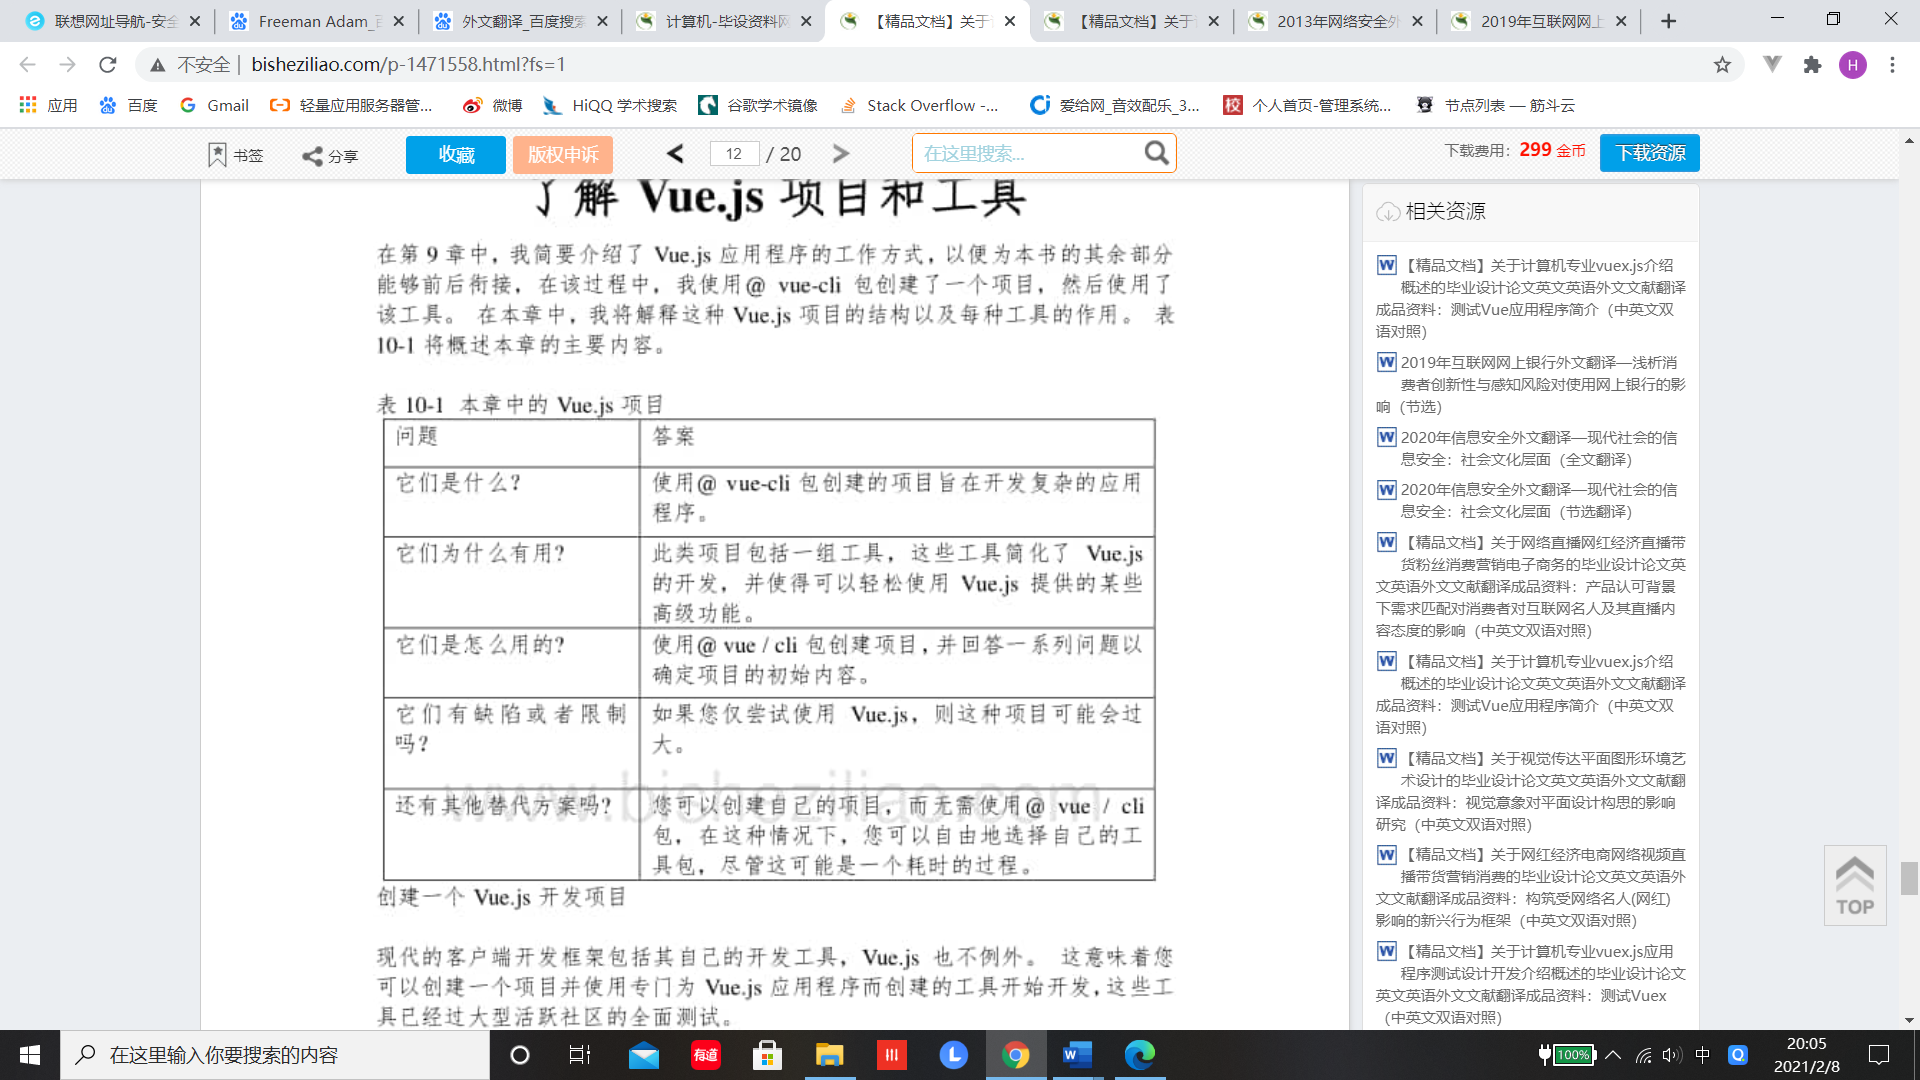 联想网址导航-安全
Freeman Adam_百
外文翻译_百度搜索
计算机-毕设资料网
【精品文档】关于
【精品文档】关于
2013年网络安全外
2019年互联网网上
不安全 | bisheziliao.com/p-1471558.html?fs=1
应用
百度
Gmail
轻量应用服务器管...
微博
HiQQ 学术搜索
谷歌学术镜像
Stack Overflow -...
爱给网_音效配乐_3...
个人首页-管理系统...
节点列表 — 筋斗云
书签
分享
收藏
版权申诉
12 / 20
在这里搜索...
下载费用：299 金币
下载资源
了解 Vue.js 项目和工具
在第 9 章中，我简要介绍了 Vue.js 应用程序的工作方式，以便为本书的其余部分
能够前后衔接，在该过程中，我使用@ vue-cli 包创建了一个项目，然后使用了
该工具。 在本章中，我将解释这种 Vue.js 项目的结构以及每种工具的作用。 表
10-1 将概述本章的主要内容。
表 10-1 本章中的 Vue.js 项目
问题
答案
它们是什么？
使用@ vue-cli 包创建的项目旨在开发复杂的应用
程序。
它们为什么有用？
此类项目包括一组工具，这些工具简化了 Vue.js
的开发，并使得可以轻松使用 Vue.js 提供的某些
高级功能。
它们是怎么用的？
使用@ vue / cli 包创建项目，并回答一系列问题以
确定项目的初始内容。
它们有缺陷或者限制
吗？
如果您仅尝试使用 Vue.js，则这种项目可能会过
大。
还有其他替代方案吗？
您可以创建自己的项目，而无需使用@ vue / cli
包，在这种情况下，您可以自由地选择自己的工
具包，尽管这可能是一个耗时的过程。
www.bisheziliao.com
创建一个 Vue.js 开发项目
现代的客户端开发框架包括其自己的开发工具，Vue.js 也不例外。 这意味着您
可以创建一个项目并使用专门为 Vue.js 应用程序而创建的工具开始开发，这些工
具已经过大型活跃社区的全面测试。
相关资源
【精品文档】关于计算机专业vuex.js介绍
概述的毕业设计论文英文英语外文文献翻译
成品资料：测试Vue应用程序简介（中英文双
语对照）
2019年互联网网上银行外文翻译—浅析消
费者创新性与感知风险对使用网上银行的影
响（节选）
2020年信息安全外文翻译—现代社会的信
息安全：社会文化层面（全文翻译）
2020年信息安全外文翻译—现代社会的信
息安全：社会文化层面（节选翻译）
【精品文档】关于网络直播网红经济直播带
货粉丝消费营销电子商务的毕业设计论文英
文英语外文文献翻译成品资料：产品认可背景
下需求匹配对消费者对互联网名人及其直播内
容态度的影响（中英文双语对照）
【精品文档】关于计算机专业vuex.js介绍
概述的毕业设计论文英文英语外文文献翻译
成品资料：测试Vue应用程序简介（中英文双
语对照）
【精品文档】关于视觉传达平面图形环境艺
术设计的毕业设计论文英文英语外文文献翻
译成品资料：视觉意象对平面设计构思的影响
研究（中英文双语对照）
【精品文档】关于网红经济电商网络视频直
播带货营销消费的毕业设计论文英文英语外
文文献翻译成品资料：构筑受网络名人(网红)
影响的新兴行为框架（中英文双语对照）
【精品文档】关于计算机专业vuex.js应用
程序测试设计开发介绍概述的毕业设计论文
英文英语外文文献翻译成品资料：测试Vuex
（中英文双语对照）
TOP
在这里输入你要搜索的内容
有道
100%
中
20:05
2021/2/8